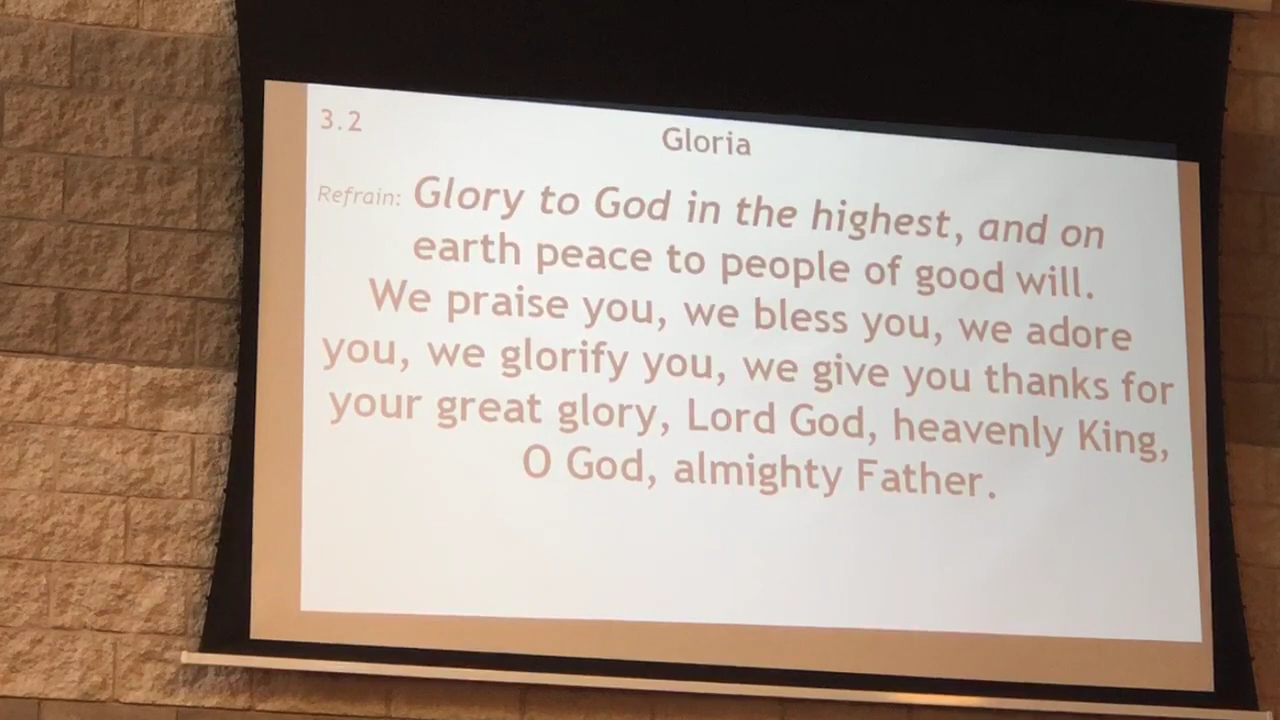 3.2
Gloria
Refrain: Glory to God in the highest, and on
earth peace to people of good will.
We praise you, we bless you, we adore
you, we glorify you, we give you thanks for
your great glory, Lord God, heavenly King,
O God, almighty Father.